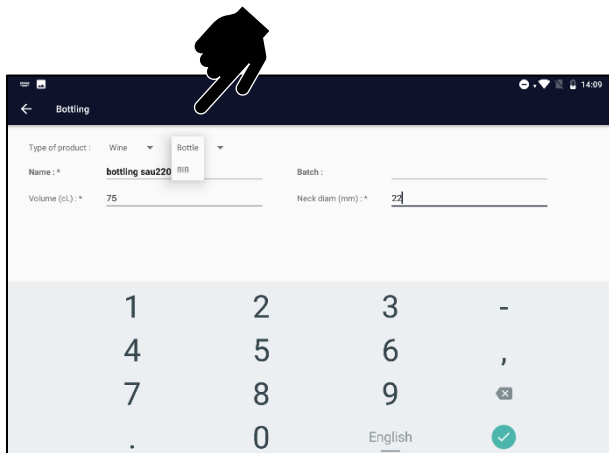 14:09
Bottling
Type of product : Wine Bottle
BIB
Name : * bottling sau220 Batch :
Volume (cl.) : * 75 Neck diam (mm) : * 22
1 2 3 -
4 5 6 ,
7 8 9
. 0 English